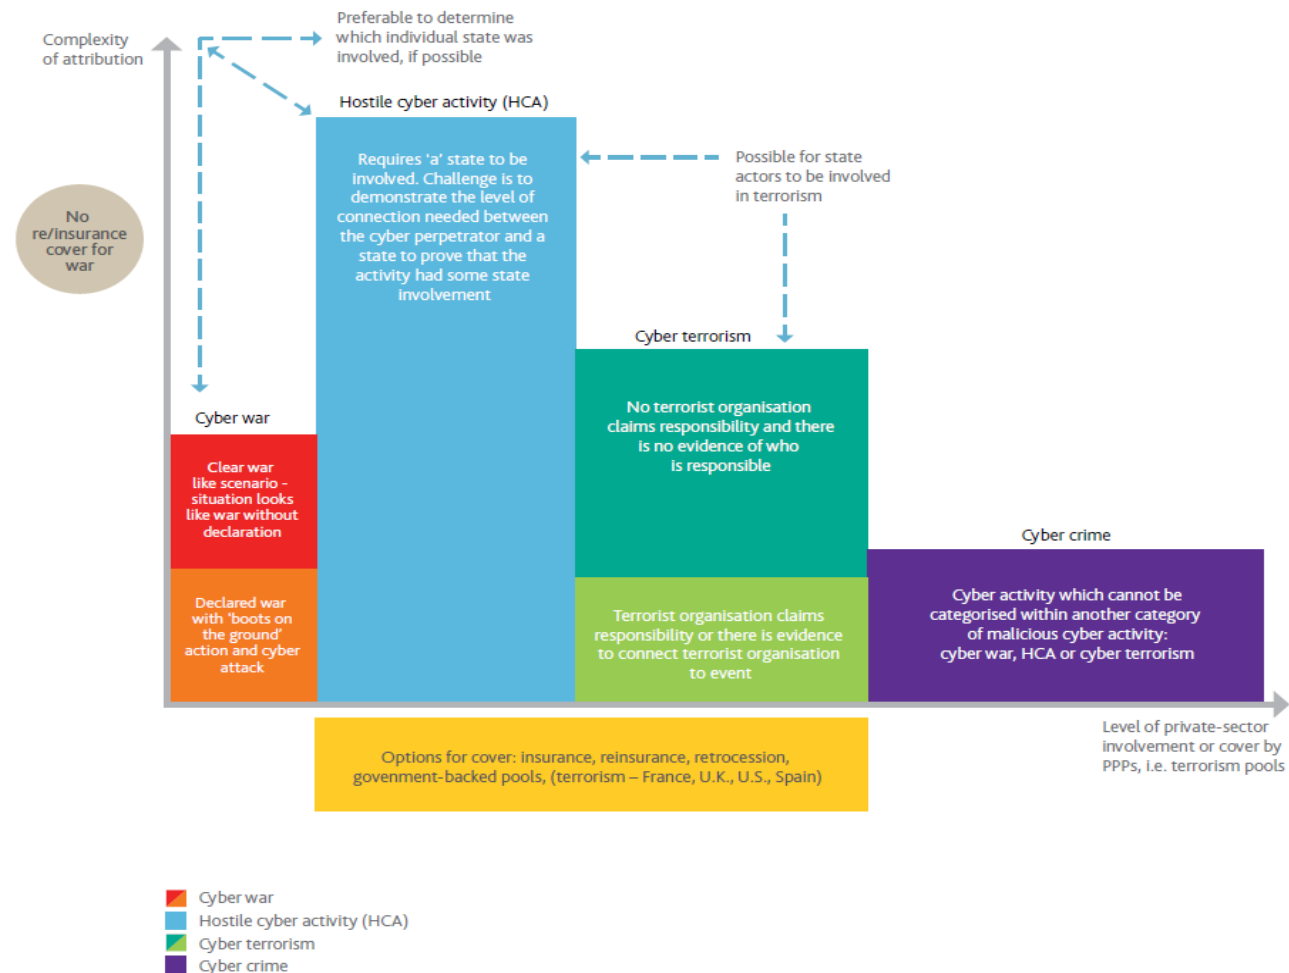 Complexity
of attribution
Preferable to determine
which individual state was
involved, if possible
Hostile cyber activity (HCA)
Requires 'a' state to be
involved. Challenge is to
demonstrate the level of
connection needed between
the cyber perpetrator and a
state to prove that the
activity had some state
involvement
Possible for state
actors to be involved
in terrorism
No
re/insurance
cover for
war
Cyber terrorism
No terrorist organisation
claims responsibility and there
is no evidence of who
is responsible
Cyber war
Clear war
like scenario -
situation looks
like war without
declaration
Declared war
with 'boots on
the ground'
action and cyber
attack
Terrorist organisation claims
responsibility or there is evidence
to connect terrorist organisation
to event
Cyber crime
Cyber activity which cannot be
categorised within another category
of malicious cyber activity:
cyber war, HCA or cyber terrorism
Level of private-sector
involvement or cover by
PPPs, i.e. terrorism pools
Options for cover: insurance, reinsurance, retrocession,
govenment-backed pools, (terrorism – France, U.K., U.S., Spain)
Cyber war
Hostile cyber activity (HCA)
Cyber terrorism
Cyber crime